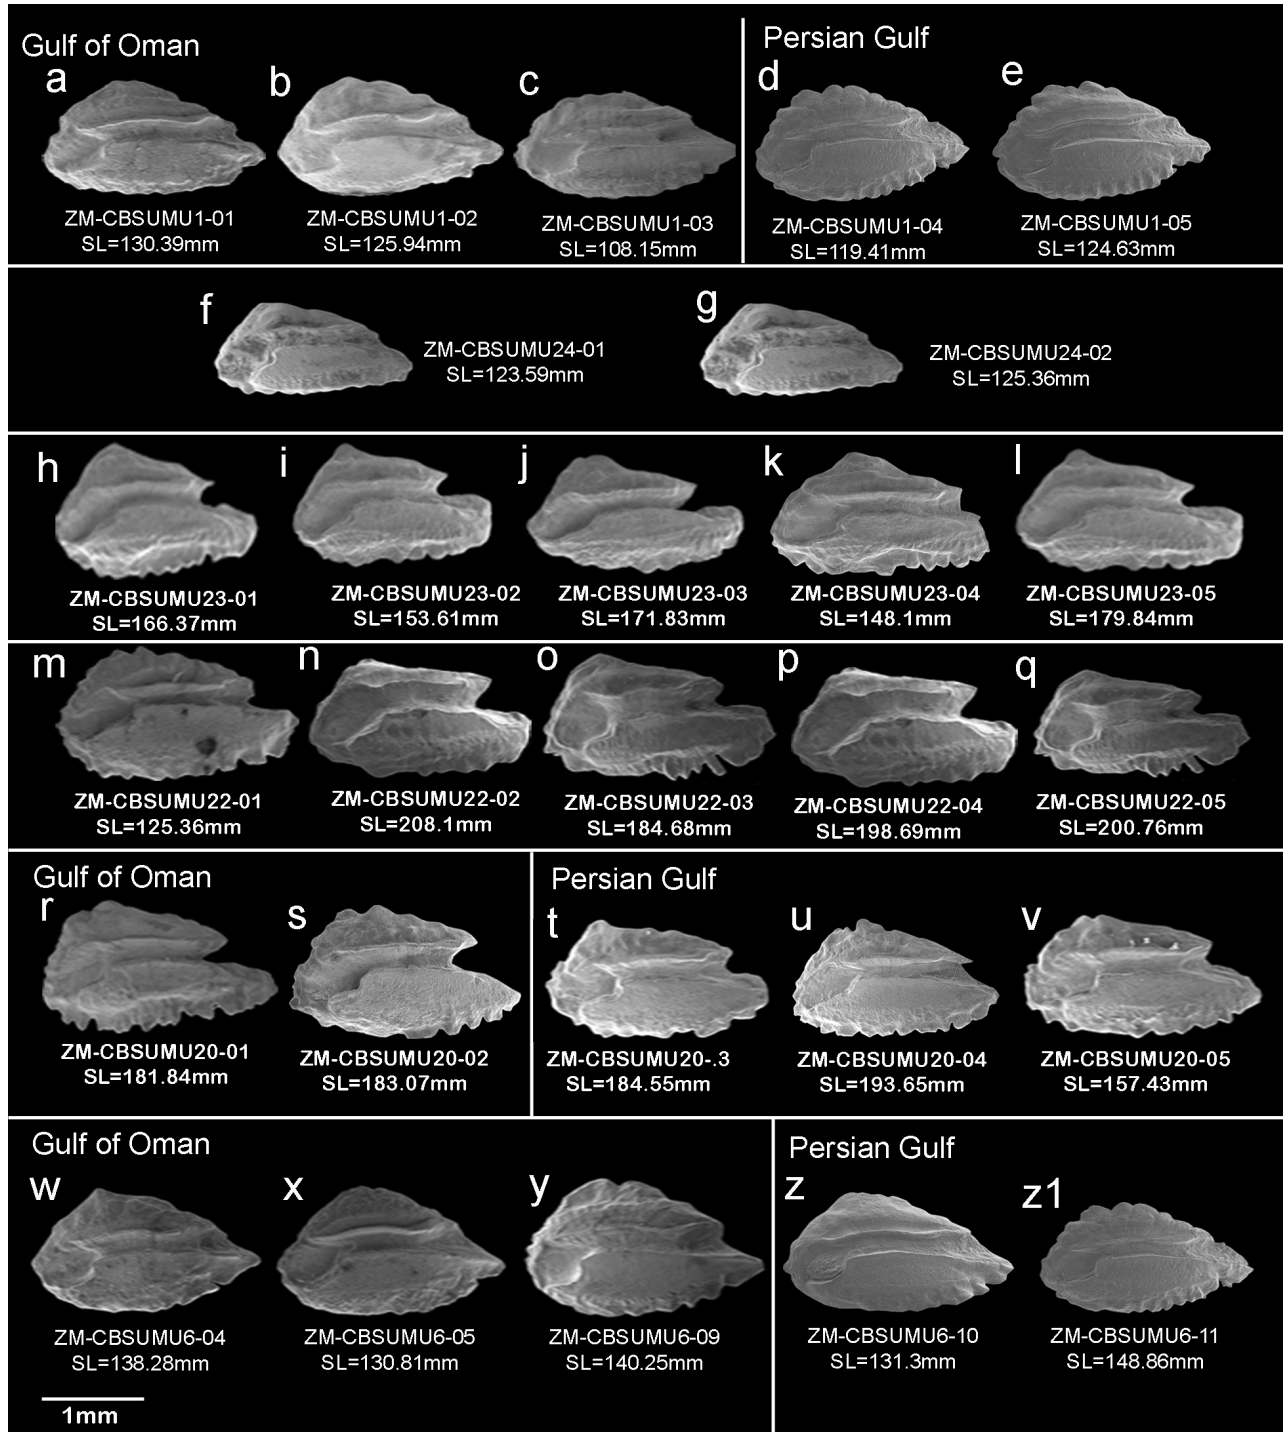 Gulf of Oman
Persian Gulf
a
b
c
d
e
ZM-CBSUMU1-01
SL=130.39mm
ZM-CBSUMU1-02
SL=125.94mm
ZM-CBSUMU1-03
SL=108.15mm
ZM-CBSUMU1-04
SL=119.41mm
ZM-CBSUMU1-05
SL=124.63mm
f
ZM-CBSUMU24-01
SL=123.59mm
g
ZM-CBSUMU24-02
SL=125.36mm
h
i
j
k
l
ZM-CBSUMU23-01
SL=166.37mm
ZM-CBSUMU23-02
SL=153.61mm
ZM-CBSUMU23-03
SL=171.83mm
ZM-CBSUMU23-04
SL=148.1mm
ZM-CBSUMU23-05
SL=179.84mm
m
n
o
p
q
ZM-CBSUMU22-01
SL=125.36mm
ZM-CBSUMU22-02
SL=208.1mm
ZM-CBSUMU22-03
SL=184.68mm
ZM-CBSUMU22-04
SL=198.69mm
ZM-CBSUMU22-05
SL=200.76mm
Gulf of Oman
Persian Gulf
r
s
t
u
v
ZM-CBSUMU20-01
SL=181.84mm
ZM-CBSUMU20-02
SL=183.07mm
ZM-CBSUMU20-.3
SL=184.55mm
ZM-CBSUMU20-04
SL=193.65mm
ZM-CBSUMU20-05
SL=157.43mm
Gulf of Oman
Persian Gulf
w
x
y
z
z1
ZM-CBSUMU6-04
SL=138.28mm
ZM-CBSUMU6-05
SL=130.81mm
ZM-CBSUMU6-09
SL=140.25mm
ZM-CBSUMU6-10
SL=131.3mm
ZM-CBSUMU6-11
SL=148.86mm
1mm